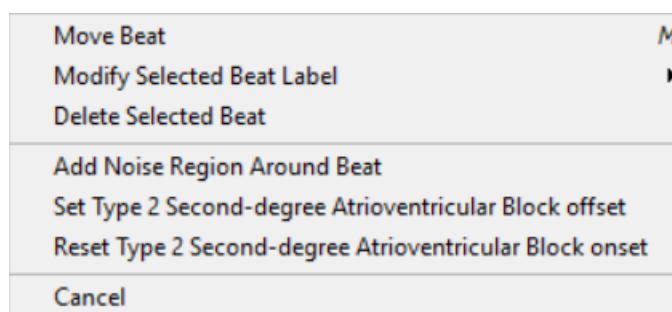 Move Beat M
Modify Selected Beat Label
Delete Selected Beat
Add Noise Region Around Beat
Set Type 2 Second-degree Atrioventricular Block offset
Reset Type 2 Second-degree Atrioventricular Block onset
Cancel